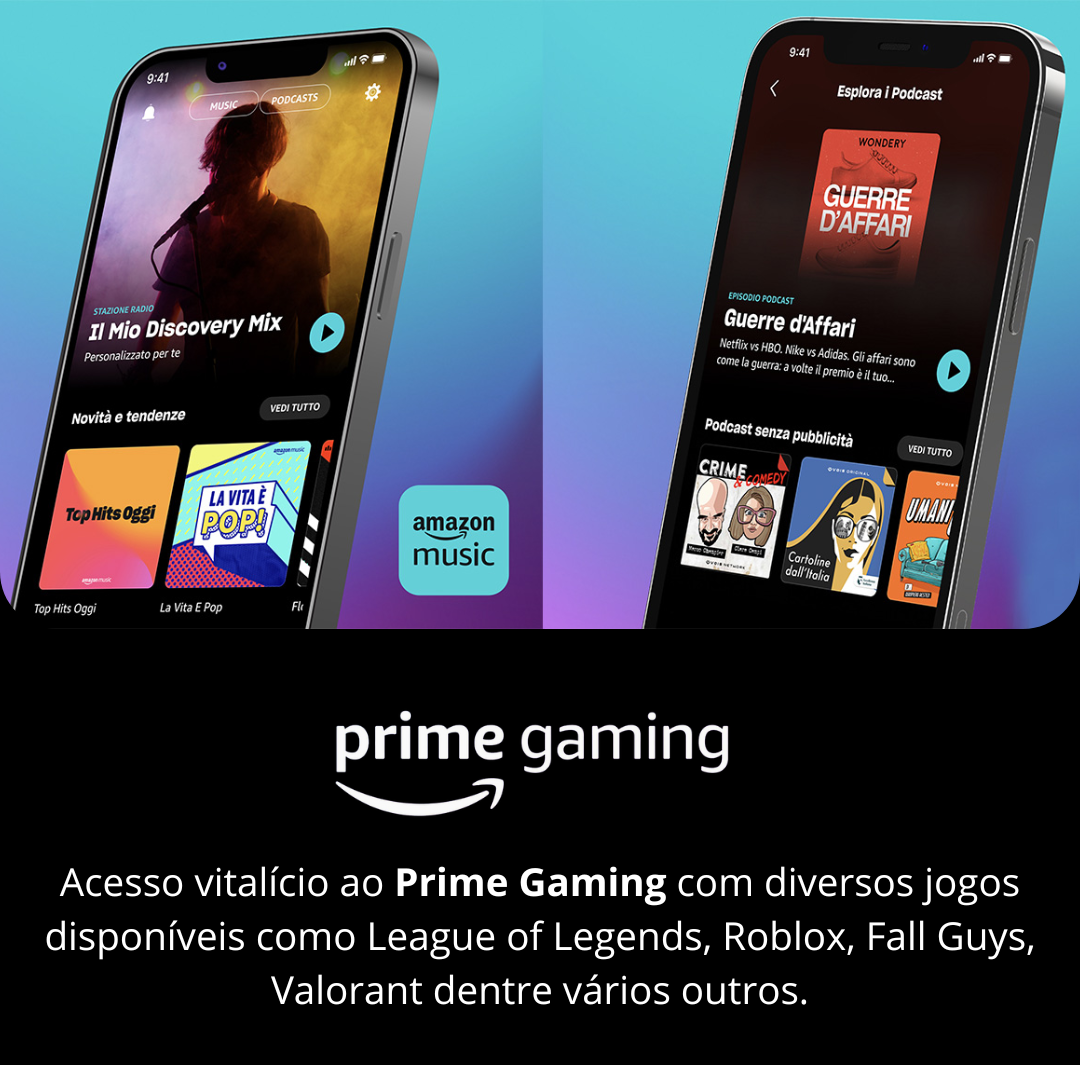 9:41
MUSIC
PODCASTS
STAZIONE RADIO
Il Mio Discovery Mix
Personalizzato per te
Novità e tendenze
VEDI TUTTO
Top Hits Oggi
amazon music
amazon music
LA VITA È
POP!
Top Hits Oggi
La Vita E Pop
amazon
music
9:41
Esplora i Podcast
WONDERY
GUERRE
D'AFFARI
EPISODIO PODCAST
Guerre d'Affari
Netflix vs HBO. Nike vs Adidas. Gli affari sono
come la guerra: a volte il premio è il tuo...
Podcast senza pubblicità
VEDI TUTTO
CRIME
& COMEDY
Cartoline
dall'Italia
prime gaming
Acesso vitalício ao Prime Gaming com diversos jogos
disponíveis como League of Legends, Roblox, Fall Guys,
Valorant dentre vários outros.